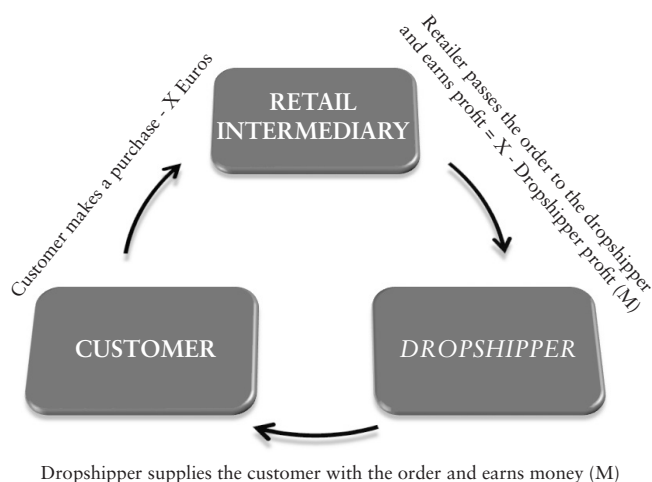 Customer makes a purchase - X Euros
RETAIL
INTERMEDIARY
Retailer passes the order to the dropshipper
and earns profit = X - Dropshipper profit (M)
CUSTOMER
DROPSHIPPER
Dropshipper supplies the customer with the order and earns money (M)